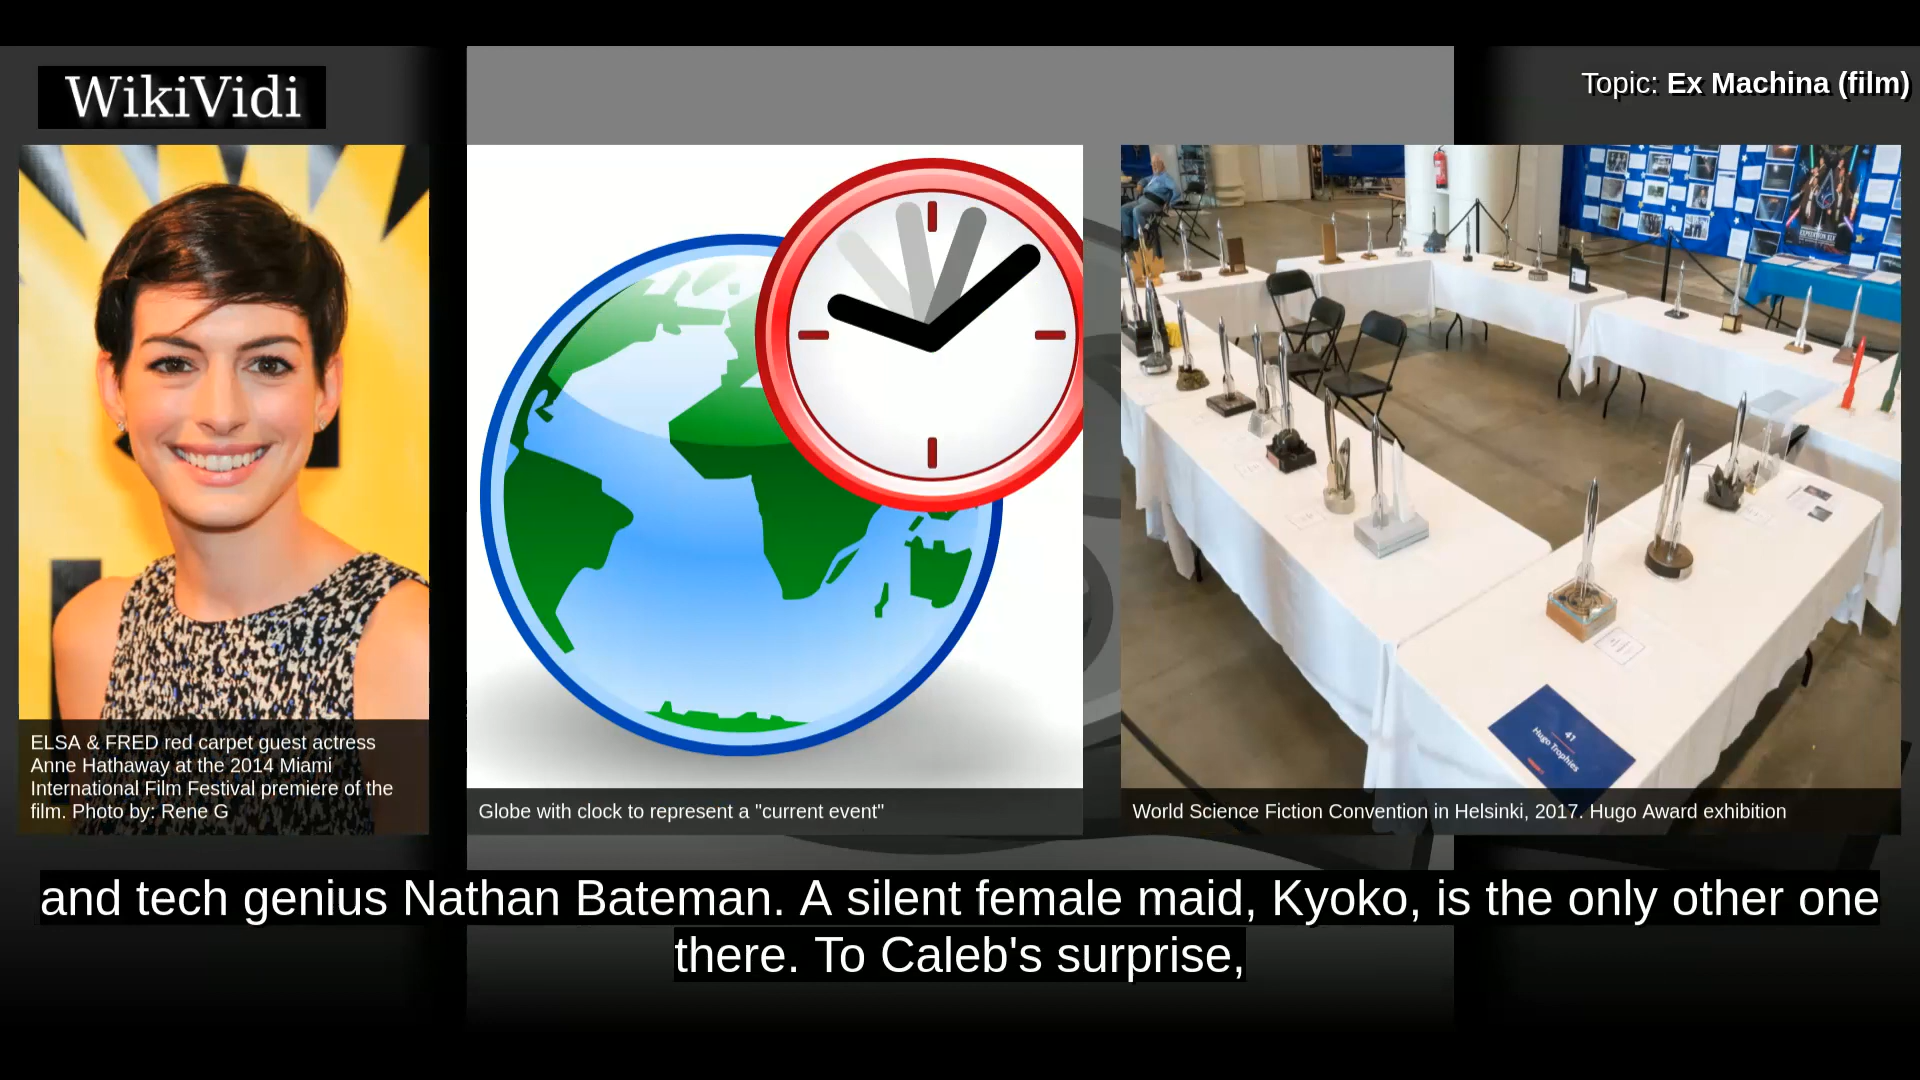 WikiVidi
Topic: Ex Machina (film)
ELSA & FRED red carpet guest actress
Anne Hathaway at the 2014 Miami
International Film Festival premiere of the
film. Photo by: Rene G
Globe with clock to represent a "current event"
41
Hugo Trophies
World Science Fiction Convention in Helsinki, 2017. Hugo Award exhibition
and tech genius Nathan Bateman. A silent female maid, Kyoko, is the only other one
there. To Caleb's surprise,